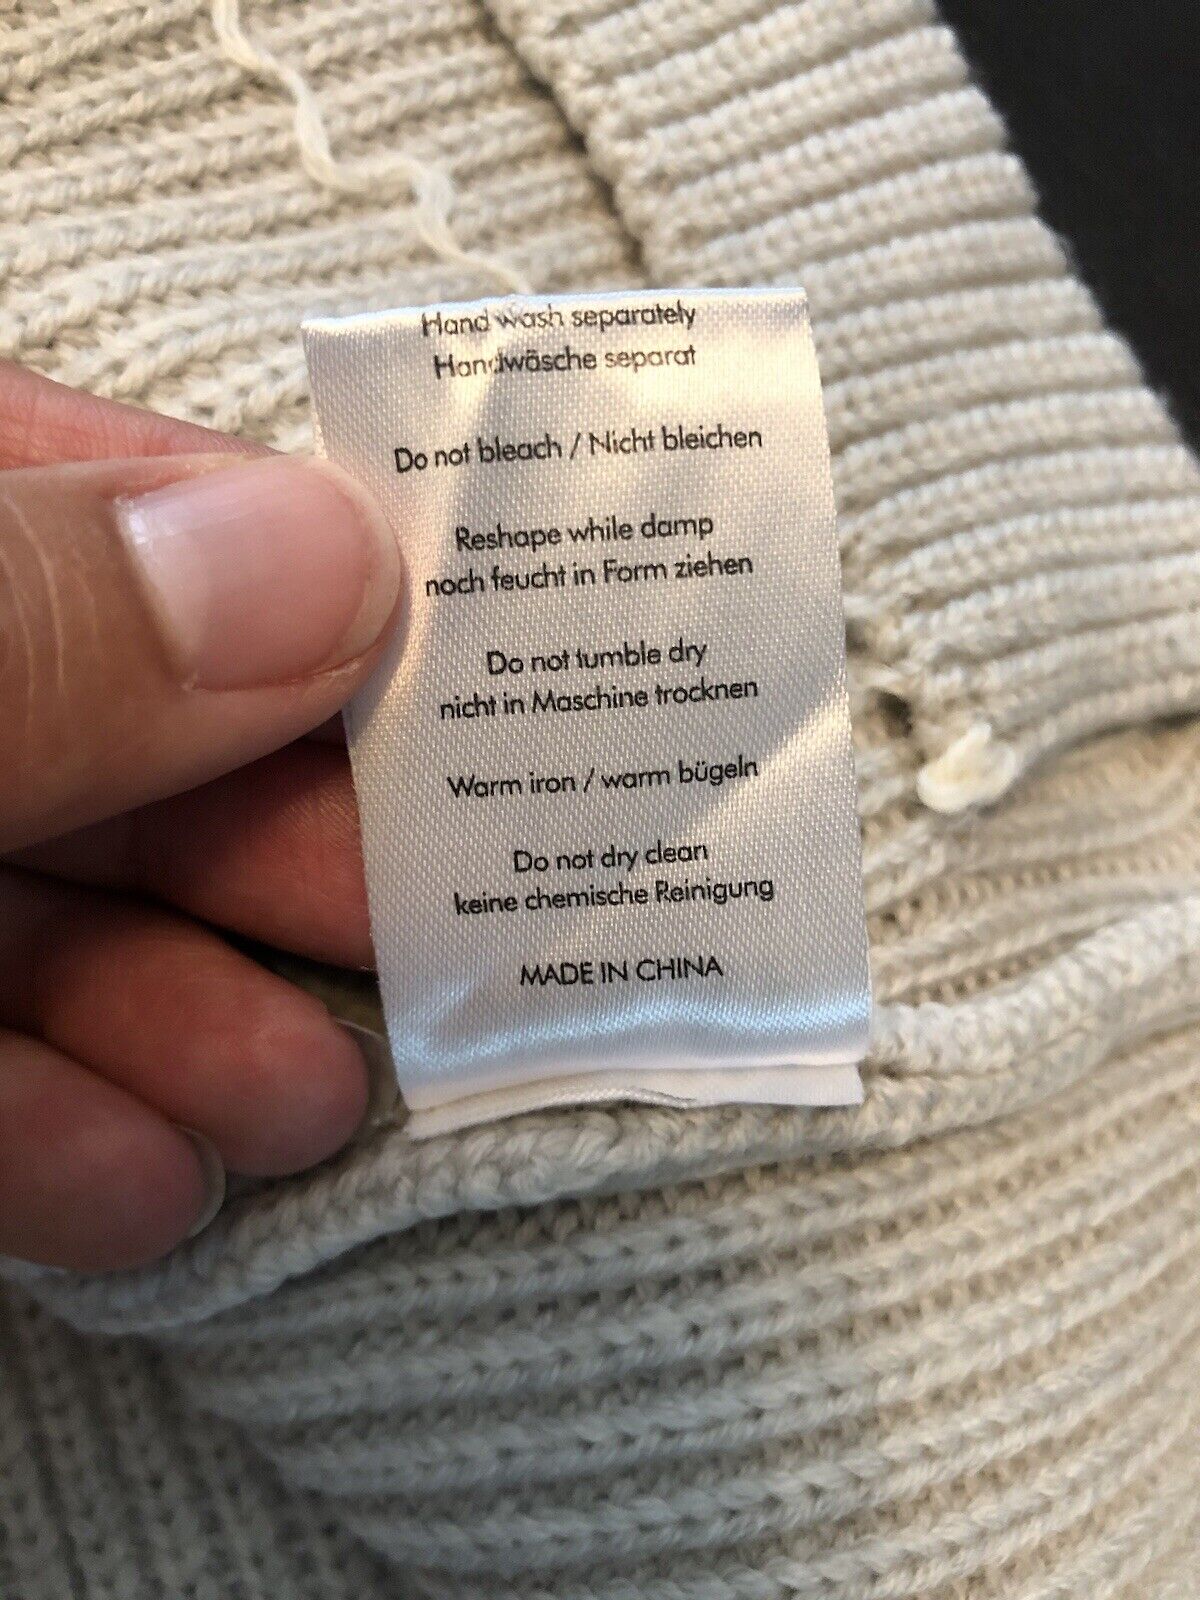 Hand wash separately
Handwäsche separat
Do not bleach / Nicht bleichen
Reshape while damp
noch feucht in Form ziehen
Do not tumble dry
nicht in Maschine trocknen
Warm iron / warm bügeln
Do not dry clean
keine chemische Reinigung
MADE IN CHINA